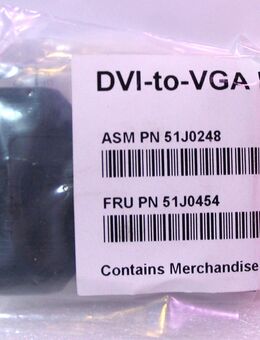 DVI-to-VGA
ASM PN 51J0248
FRU PN 51J0454
Contains Merchandise